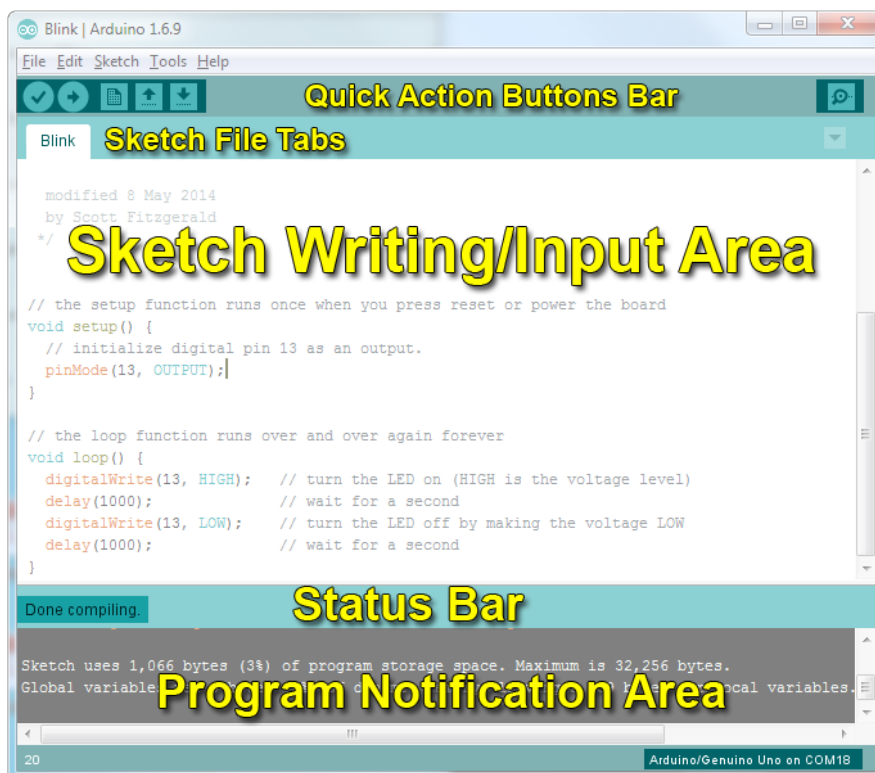 Blink | Arduino 1.6.9
File Edit Sketch Tools Help
Quick Action Buttons Bar
Blink
Sketch File Tabs
modified 8 May 2014
by Scott Fitzgerald
*/
Sketch Writing/Input Area
// the setup function runs once when you press reset or power the board
void setup() {
// initialize digital pin 13 as an output.
pinMode(13, OUTPUT);
}
// the loop function runs over and over again forever
void loop() {
digitalWrite(13, HIGH);   // turn the LED on (HIGH is the voltage level)
delay(1000);              // wait for a second
digitalWrite(13, LOW);    // turn the LED off by making the voltage LOW
delay(1000);              // wait for a second
}
Done compiling.
Status Bar
Sketch uses 1,066 bytes (3%) of program storage space. Maximum is 32,256 bytes.
Global variables
variables.
Program Notification Area
20
Arduino/Genuino Uno on COM18